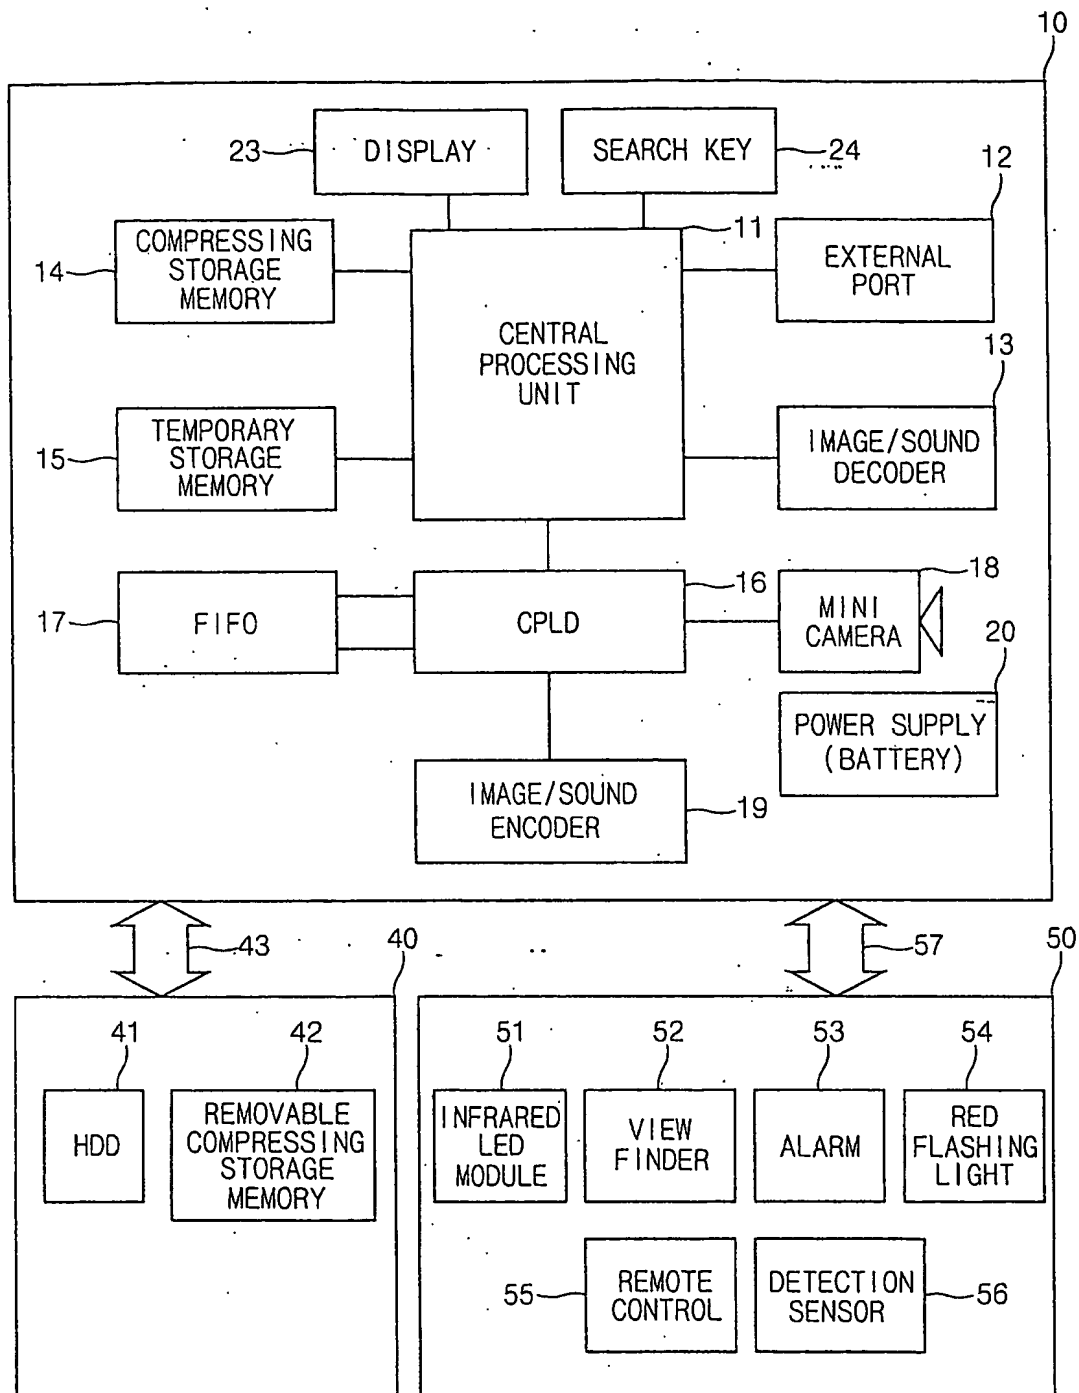 10
23
DISPLAY
SEARCH KEY
24
12
11
14
COMPRESSING
STORAGE
MEMORY
EXTERNAL
PORT
CENTRAL
PROCESSING
UNIT
13
15
TEMPORARY
STORAGE
MEMORY
IMAGE/SOUND
DECODER
17
FIFO
CPLD
16
MINI
CAMERA
18
20
POWER SUPPLY
(BATTERY)
IMAGE/SOUND
ENCODER
19
43
40
57
50
41
42
51
52
53
54
HDD
REMOVABLE
COMPRESSING
STORAGE
MEMORY
INFRARED
LED
MODULE
VIEW
FINDER
ALARM
RED
FLASHING
LIGHT
55
REMOTE
CONTROL
DETECTION
SENSOR
56